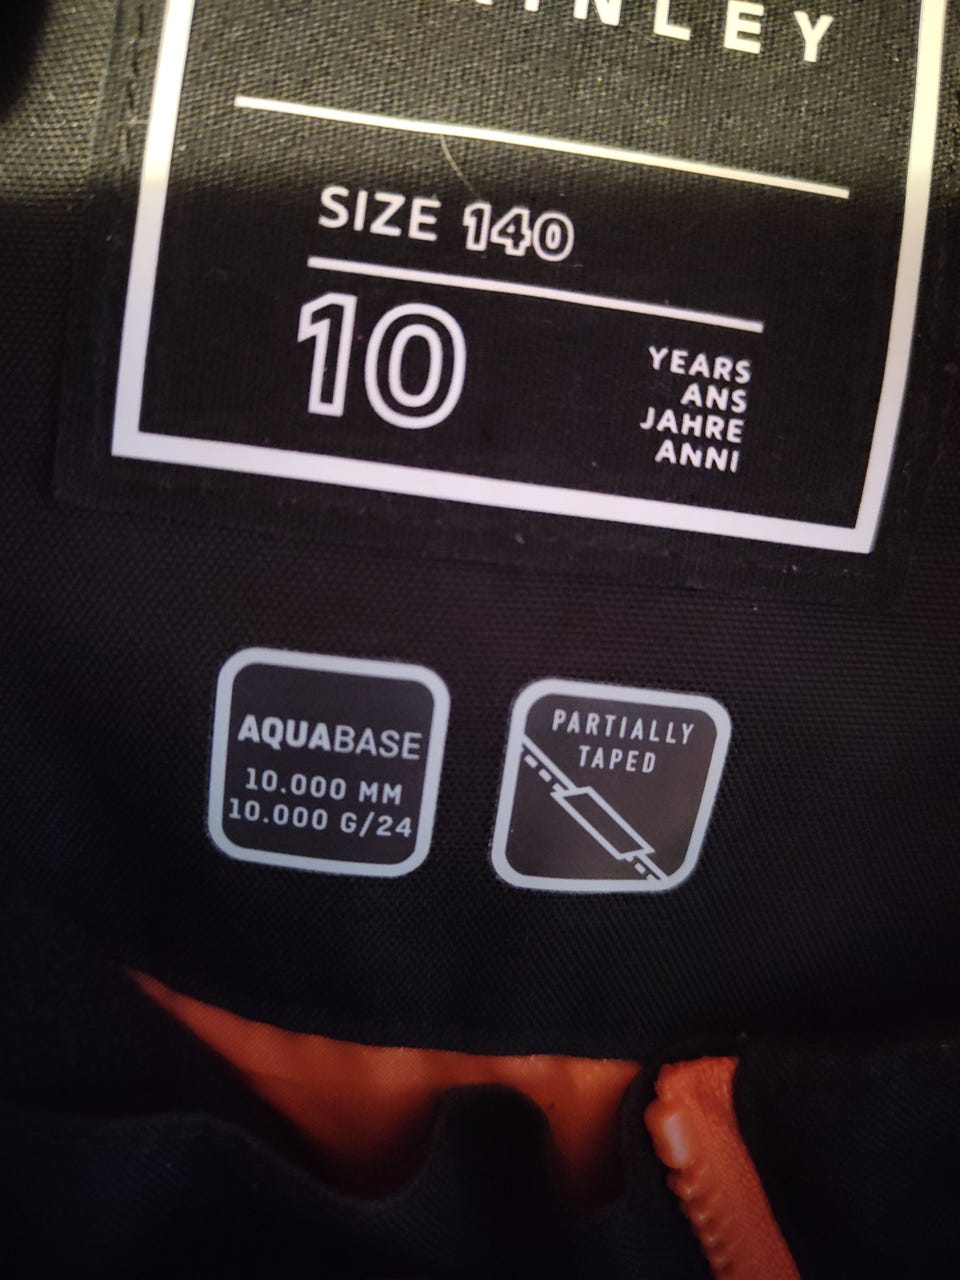 SIZE 140
10
YEARS
ANS
JAHRE
ANNI
AQUABASE
10.000 MM
10.000 G/24
PARTIALLY
TAPED